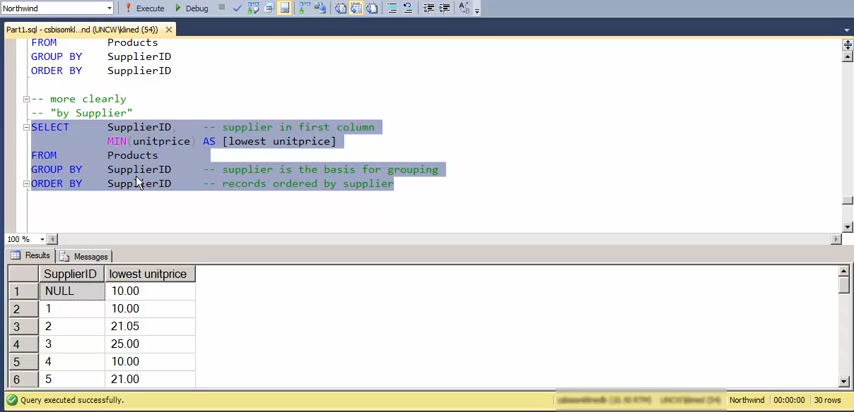 Northwind Execute Debug
Part1.sql - csbisomkl...nd (UNCW\klined (54))
FROM Products
GROUP BY SupplierID
ORDER BY SupplierID
-- more clearly
-- "by Supplier"
SELECT SupplierID, -- supplier in first column
MIN(unitprice) AS [lowest unitprice]
FROM Products
GROUP BY SupplierID -- supplier is the basis for grouping
ORDER BY SupplierID -- records ordered by supplier
100 %
Results Messages
SupplierID lowest unitprice
1 NULL 10.00
2 1 10.00
3 2 21.05
4 3 25.00
5 4 10.00
6 5 21.00
Query executed successfully. Northwind 00:00:00 30 rows